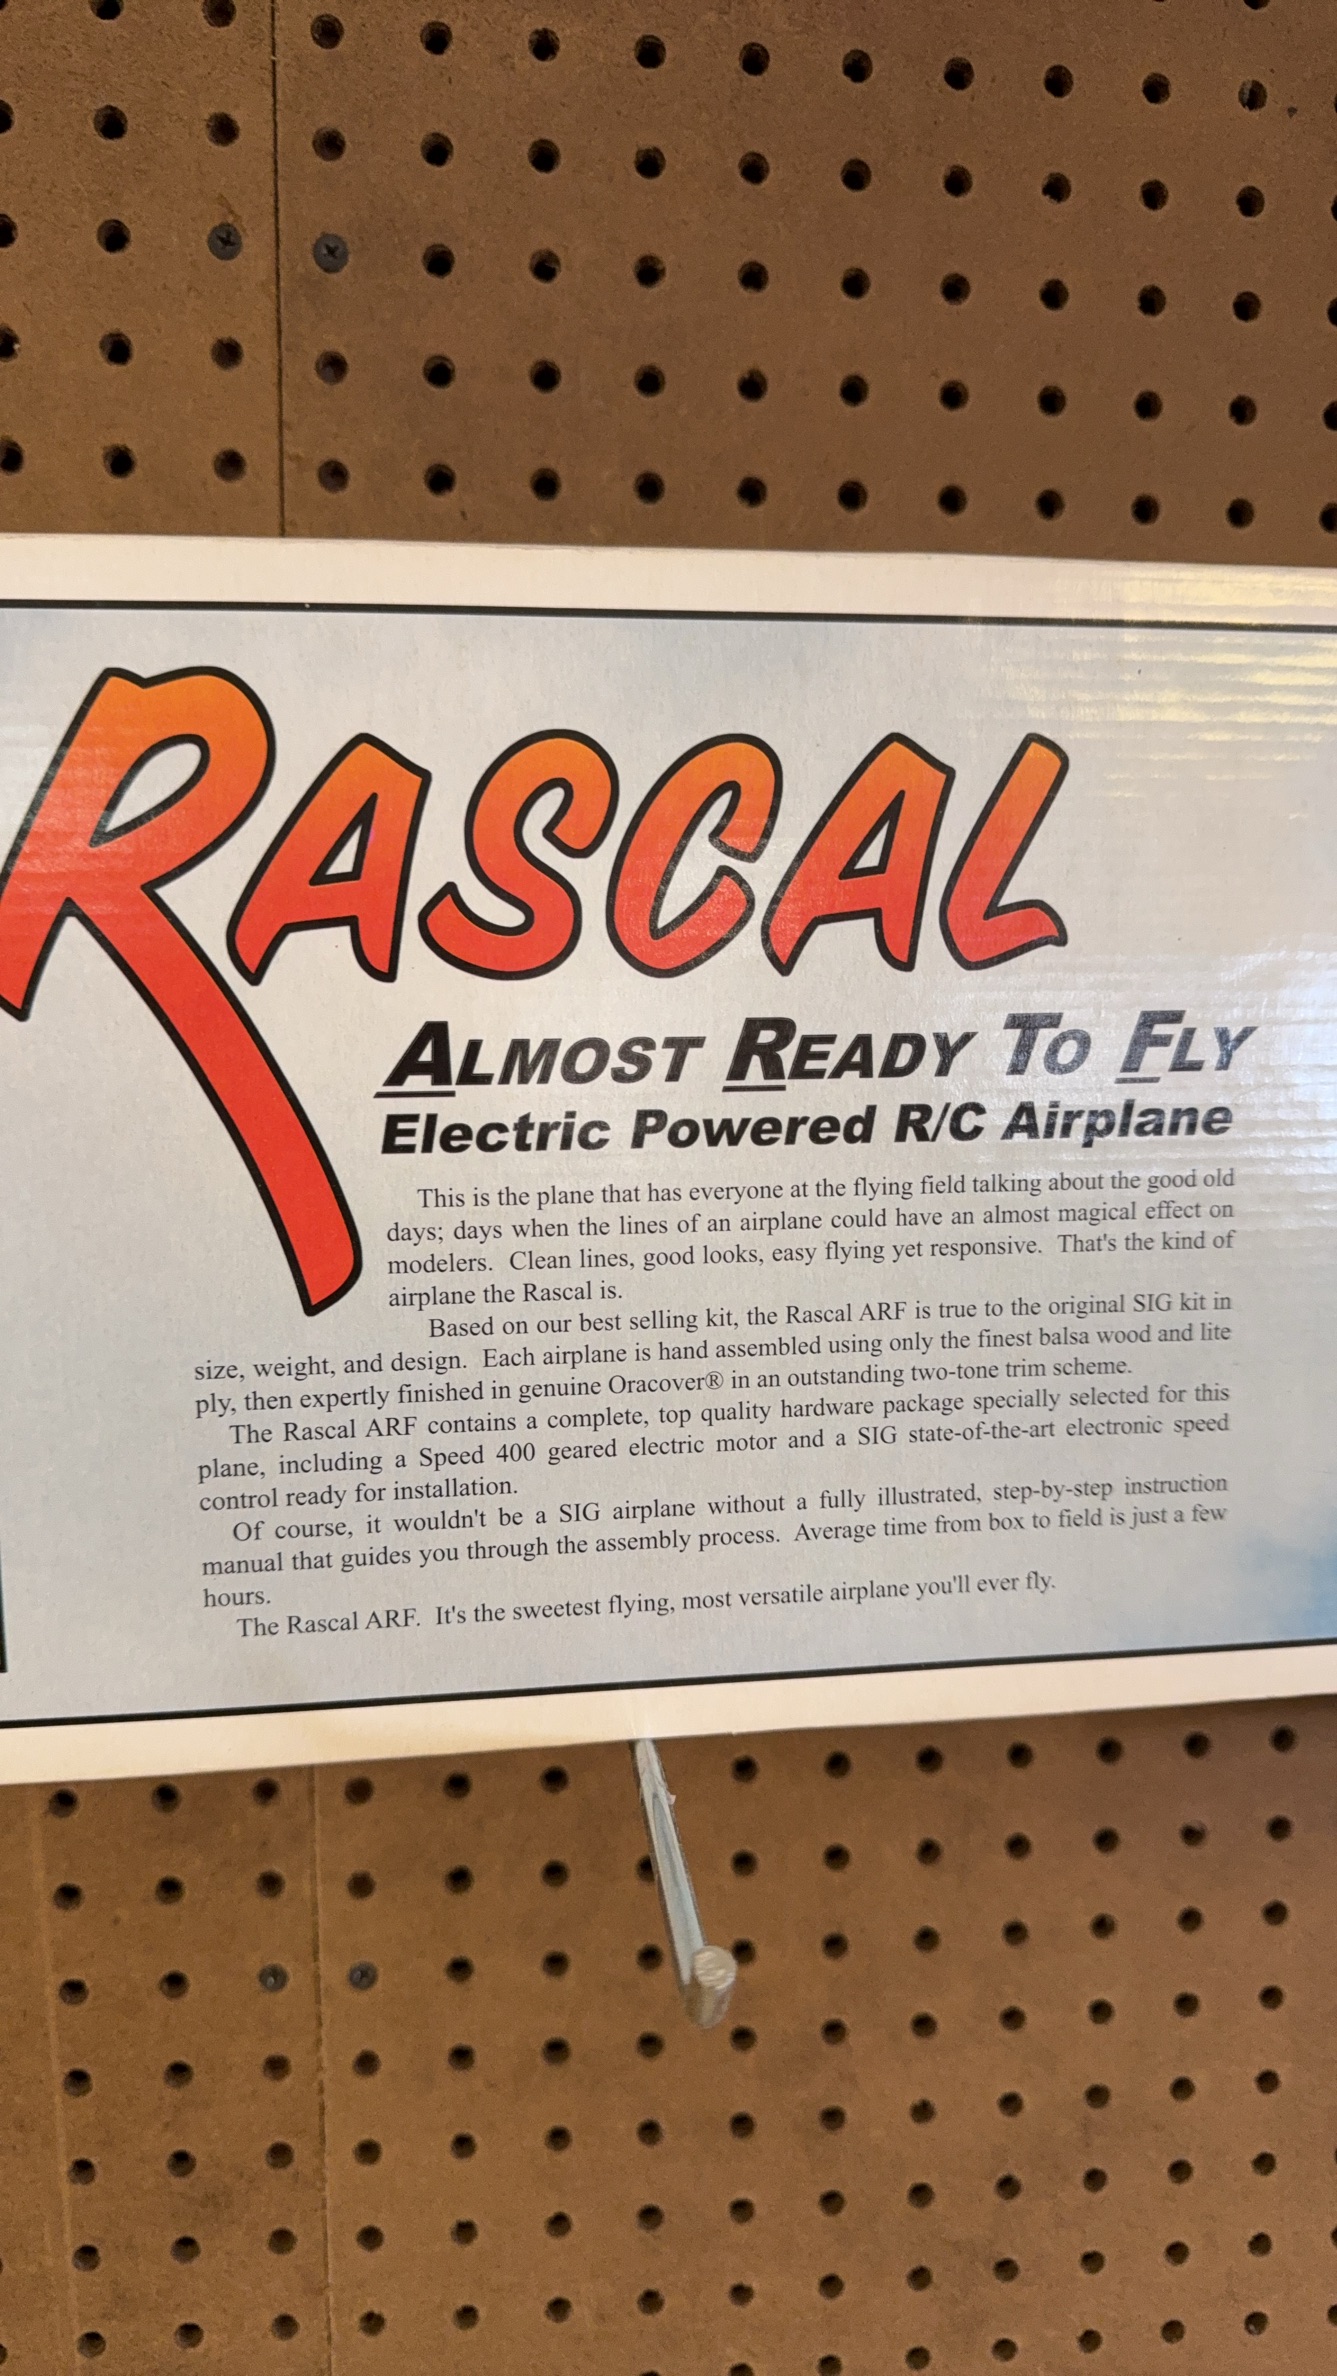 RASCAL
ALMOST READY TO FLY
Electric Powered R/C Airplane
This is the plane that has everyone at the flying field talking about the good old
days; days when the lines of an airplane could have an almost magical effect on
modelers. Clean lines, good looks, easy flying yet responsive. That's the kind of
airplane the Rascal is.
Based on our best selling kit, the Rascal ARF is true to the original SIG kit in
size, weight, and design. Each airplane is hand assembled using only the finest balsa wood and lite
ply, then expertly finished in genuine Oracover® in an outstanding two-tone trim scheme.
The Rascal ARF contains a complete, top quality hardware package specially selected for this
plane, including a Speed 400 geared electric motor and a SIG state-of-the-art electronic speed
control ready for installation.
Of course, it wouldn't be a SIG airplane without a fully illustrated, step-by-step instruction
manual that guides you through the assembly process. Average time from box to field is just a few
hours.
The Rascal ARF. It's the sweetest flying, most versatile airplane you'll ever fly.